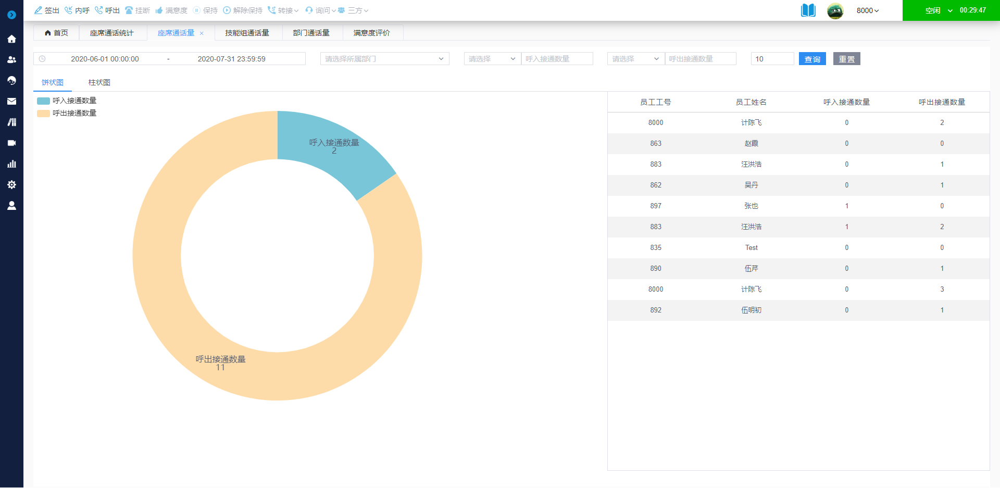 签出 内呼 呼出 挂断 满意度 保持 解除保持 转接 询问 三方 8000 空闲 00:29:47
首页 座席通话统计 座席通话量 × 技能组通话量 部门通话量 满意度评价
2020-06-01 00:00:00 - 2020-07-31 23:59:59 请选择所属部门 请选择 呼入接通数量 请选择 呼出接通数量 10 查询 重置
饼状图 柱状图
呼入接通数量
呼出接通数量
呼入接通数量
2
呼出接通数量
11
员工工号 员工姓名 呼入接通数量 呼出接通数量
8000 计陈飞 0 2
863 赵霞 0 0
883 汪洪浩 0 1
862 吴丹 0 1
897 张也 1 0
883 汪洪浩 1 2
835 Test 0 0
890 伍芹 0 1
8000 计陈飞 0 3
892 伍明初 0 1